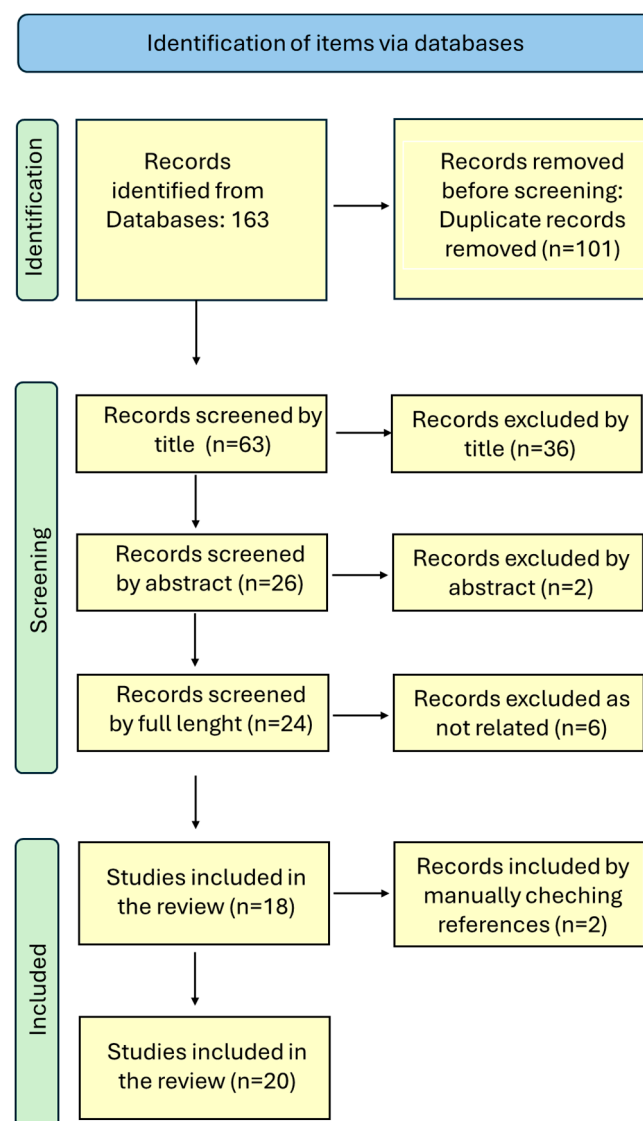 Identification of items via databases
Identification
Records
identified from
Databases: 163
Records removed
before screening:
Duplicate records
removed (n=101)
Screening
Records screened by
title (n=63)
Records excluded by
title (n=36)
Records screened
by abstract (n=26)
Records excluded by
abstract (n=2)
Records screened
by full lenght (n=24)
Records excluded as
not related (n=6)
Included
Studies included in
the review (n=18)
Records included by
manually cheching
references (n=2)
Studies included in
the review (n=20)